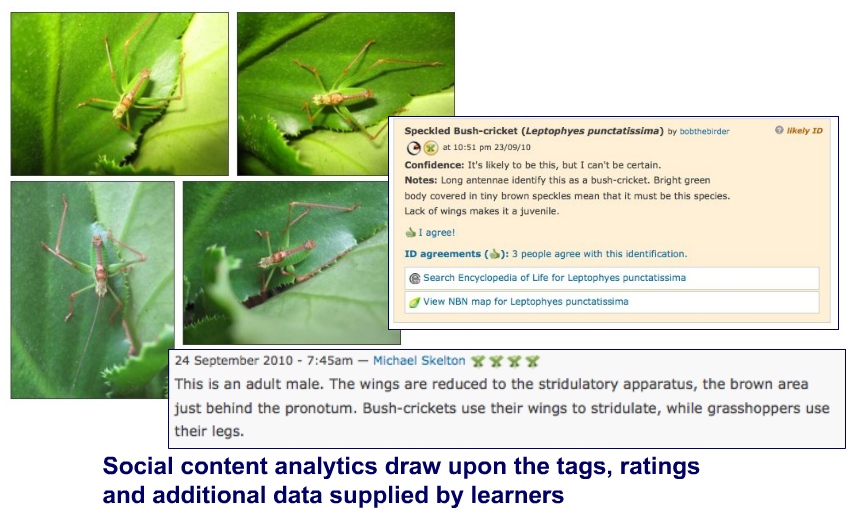 Speckled Bush-cricket (Leptophyes punctatissima) by bobthebirder
likely ID
at 10:51 pm 23/09/10
Confidence: It's likely to be this, but I can't be certain.
Notes: Long antennae identify this as a bush-cricket. Bright green
body covered in tiny brown speckles mean that it must be this species.
Lack of wings makes it a juvenile.
I agree!
ID agreements (): 3 people agree with this identification.
Search Encyclopedia of Life for Leptophyes punctatissima
View NBN map for Leptophyes punctatissima
24 September 2010 - 7:45am — Michael Skelton
This is an adult male. The wings are reduced to the stridulatory apparatus, the brown area
just behind the pronotum. Bush-crickets use their wings to stridulate, while grasshoppers use
their legs.
Social content analytics draw upon the tags, ratings
and additional data supplied by learners